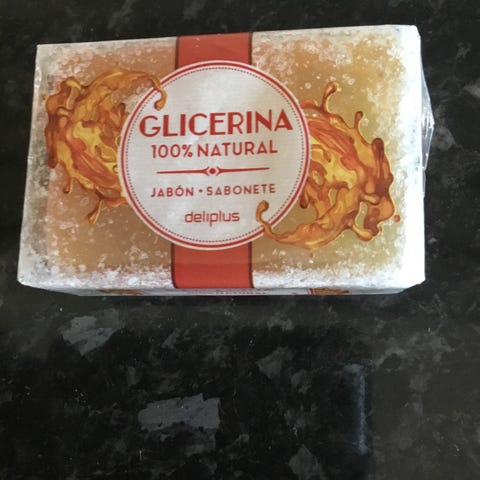 GLICERINA
100% NATURAL
JABÓN • SABONETE
deliplus